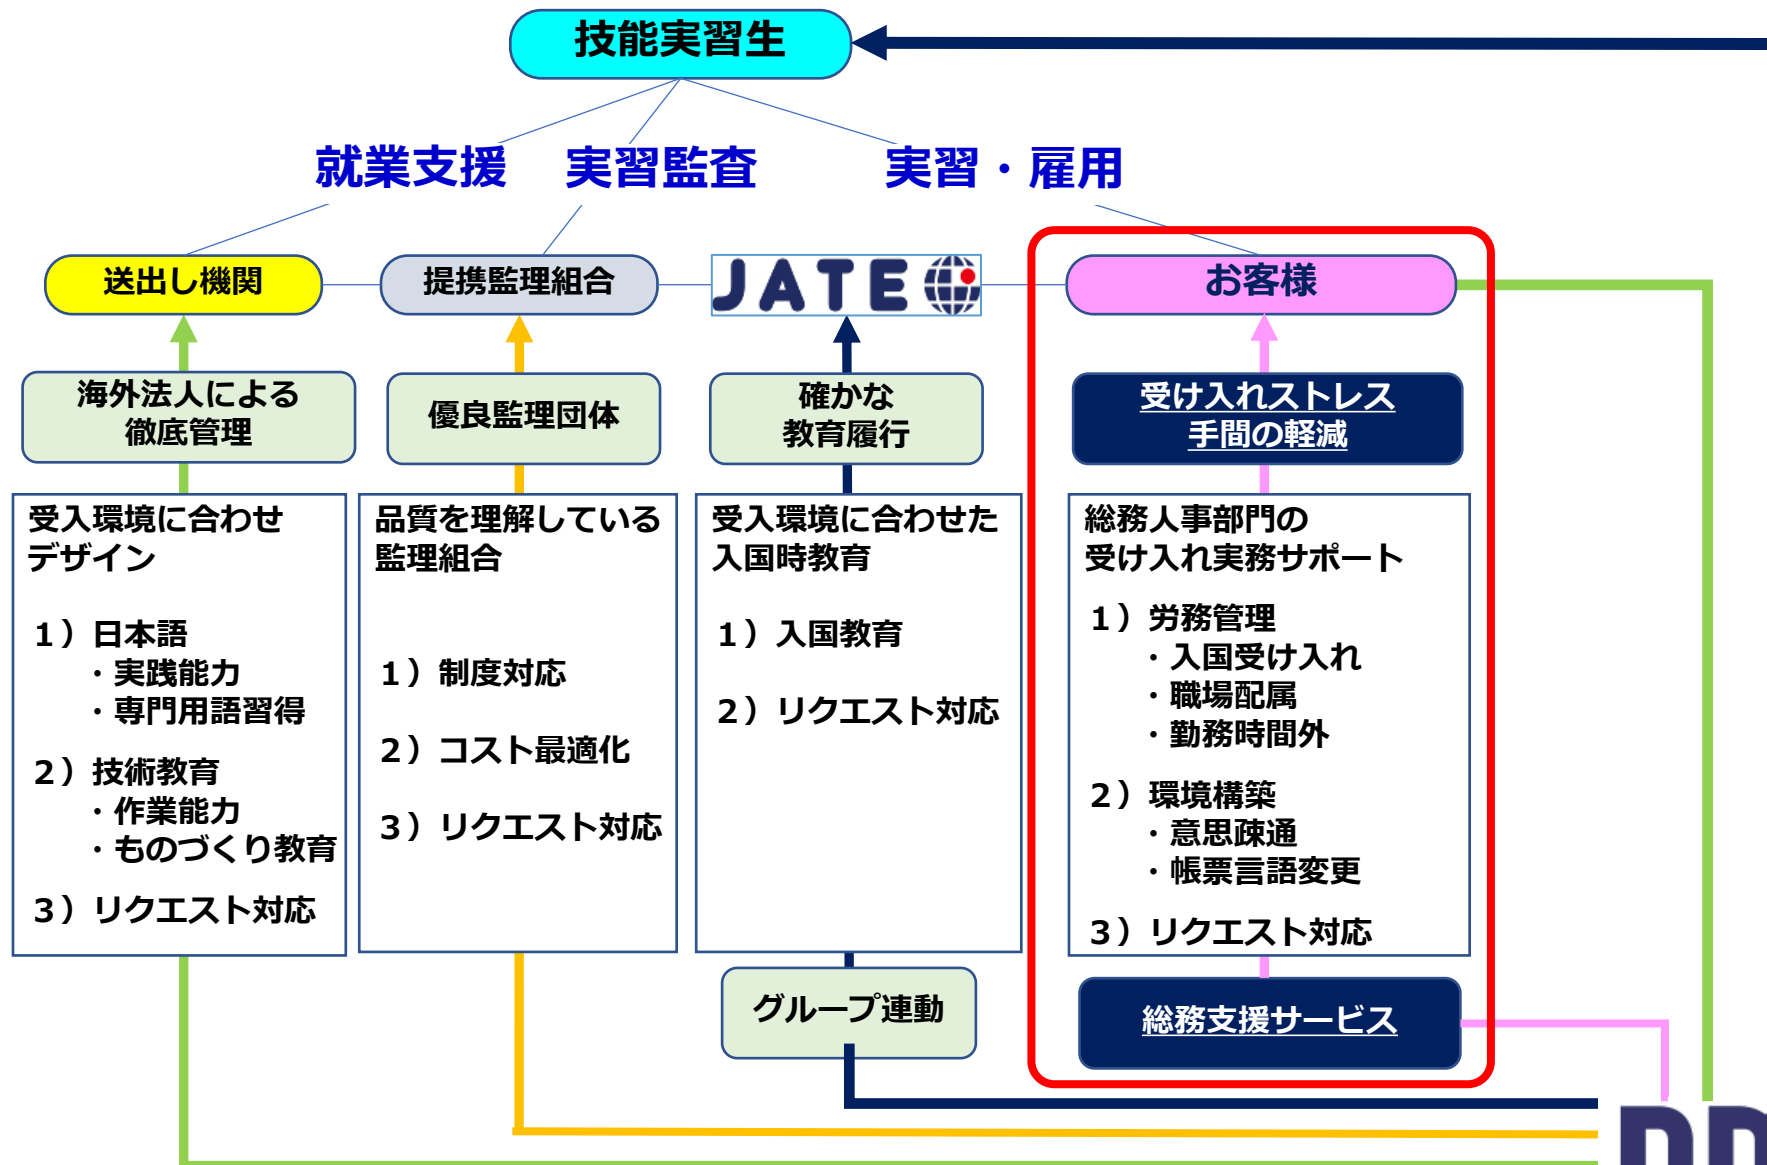 技能実習生
就業支援
実習監査
実習・雇用
送出し機関
提携監理組合
JATE
お客様
海外法人による
徹底管理
優良監理団体
確かな
教育履行
受け入れストレス
手間の軽減
受入環境に合わせ
デザイン
1）日本語
・実践能力
・専門用語習得
2）技術教育
・作業能力
・ものづくり教育
3）リクエスト対応
品質を理解している
監理組合
1）制度対応
2）コスト最適化
3）リクエスト対応
受入環境に合わせた
入国時教育
1）入国教育
2）リクエスト対応
総務人事部門の
受け入れ実務サポート
1）労務管理
・入国受け入れ
・職場配属
・勤務時間外
2）環境構築
・意思疎通
・帳票言語変更
3）リクエスト対応
グループ連動
総務支援サービス